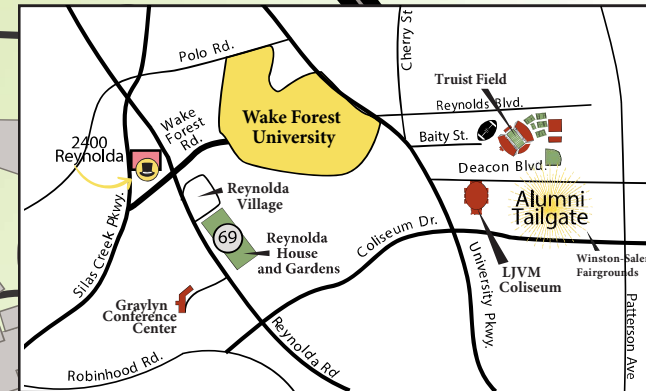 Cherry St
Polo Rd.
Truist Field
Reynolds Blvd.
Wake
Forest
Rd.
Wake Forest
University
Baity St.
2400
Reynolda
Deacon Blvd.
Reynolda
Village
Alumni
Tailgate
69
Reynolda
House
and Gardens
Coliseum Dr.
Silas Creek Pkwy.
University Pkwy.
LJVM
Coliseum
Winston-Sale
Fairgrounds
Graylyn
Conference
Center
Reynolda Rd
Patterson Ave
Robinhood Rd.